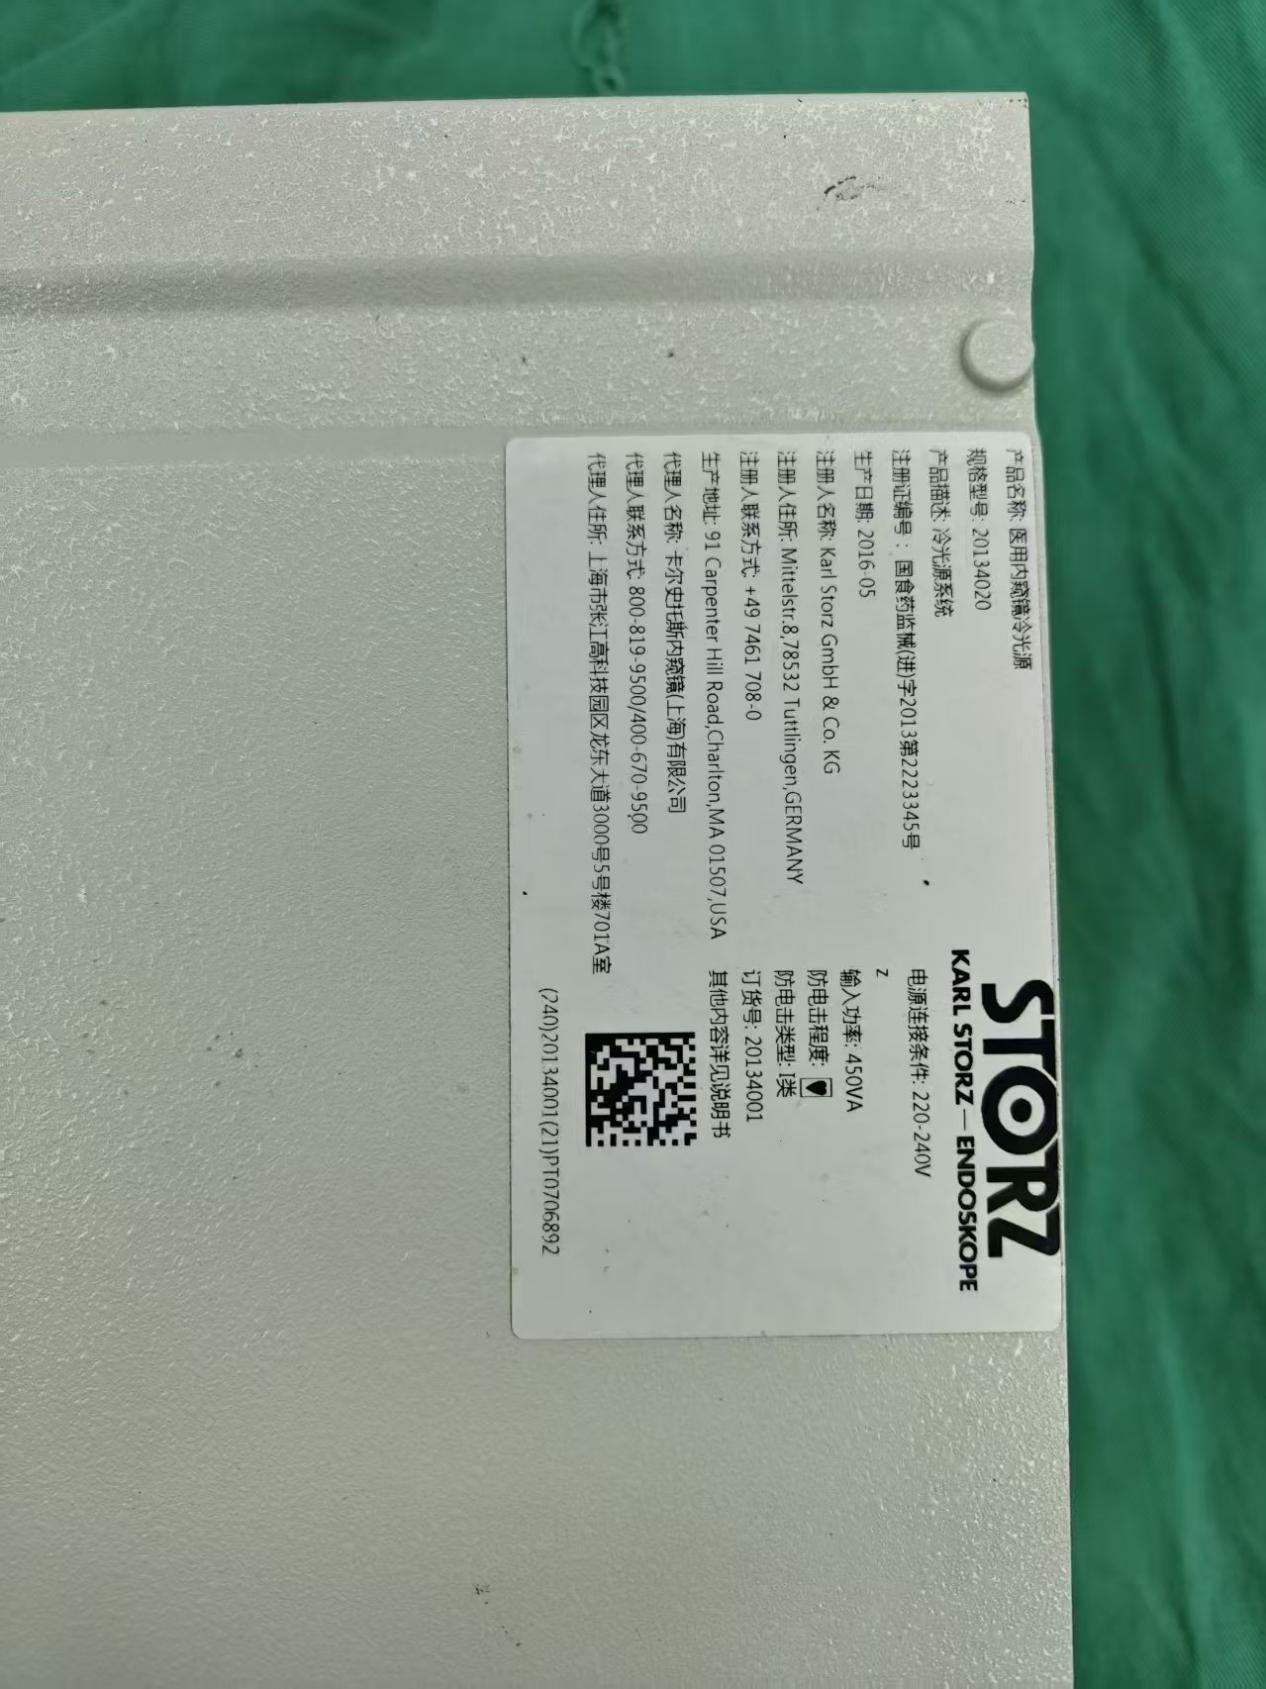 产品名称: 医用内窥镜冷光源
规格型号: 20134020
产品描述: 冷光源系统
注册证编号：国食药监械(进)字2013第2223345号
生产日期: 2016-05
注册人名称: Karl Storz GmbH & Co. KG
注册人住所: Mittelstr.8,78532 Tuttlingen,GERMANY
注册人联系方式: +49 7461 708-0
生产地址: 91 Carpenter Hill Road,Charlton,MA 01507,USA
代理人名称: 卡尔史托斯内窥镜(上海)有限公司
代理人联系方式: 800-819-9500/400-670-9500
代理人住所: 上海市张江高科技园区龙东大道3000号5号楼701A室
STORZ
KARL STORZ—ENDOSKOPE
电源连接条件: 220-240V
z
输入功率: 450VA
防电击程度:
防电击类型: I类
订货号: 20134001
其他内容详见说明书
(240)20134001(21)PT0706892